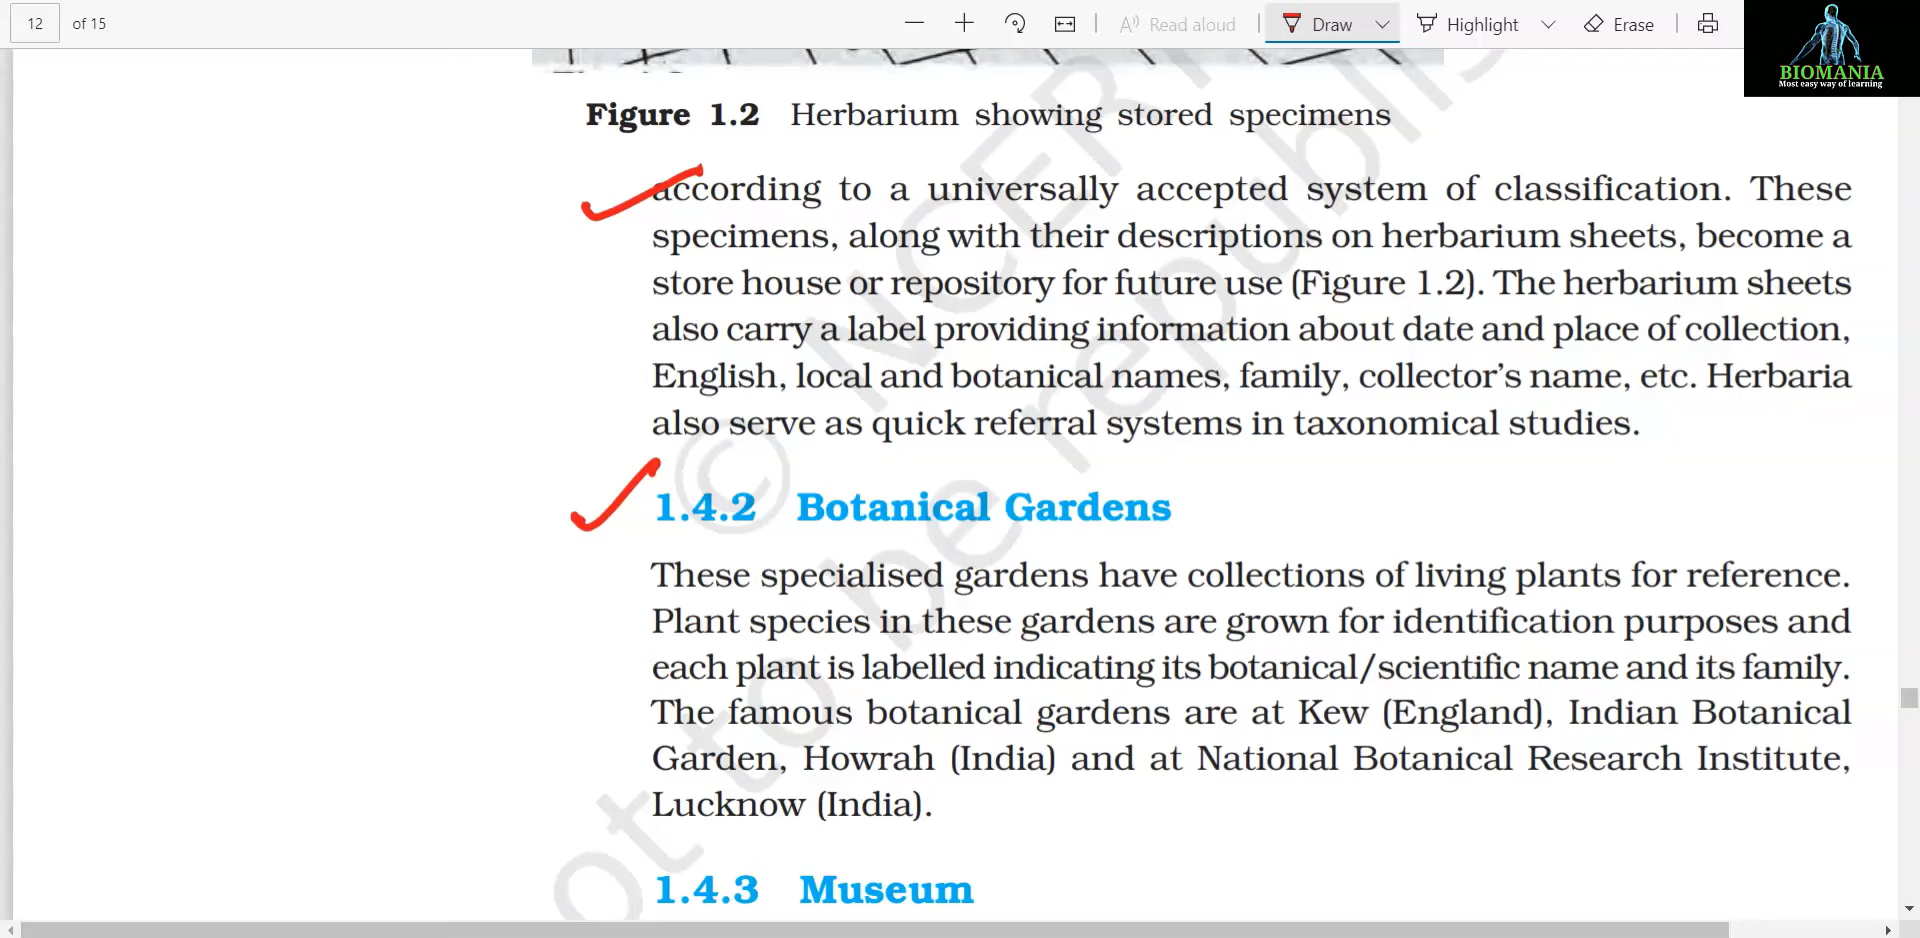 12 of 15 Read aloud Draw Highlight Erase
BIOMANIA
Most easy way of learning
Figure 1.2 Herbarium showing stored specimens
according to a universally accepted system of classification. These
specimens, along with their descriptions on herbarium sheets, become a
store house or repository for future use (Figure 1.2). The herbarium sheets
also carry a label providing information about date and place of collection,
English, local and botanical names, family, collector's name, etc. Herbaria
also serve as quick referral systems in taxonomical studies.
1.4.2 Botanical Gardens
These specialised gardens have collections of living plants for reference.
Plant species in these gardens are grown for identification purposes and
each plant is labelled indicating its botanical/scientific name and its family.
The famous botanical gardens are at Kew (England), Indian Botanical
Garden, Howrah (India) and at National Botanical Research Institute,
Lucknow (India).
1.4.3 Museum
© NCERT
not to be republis